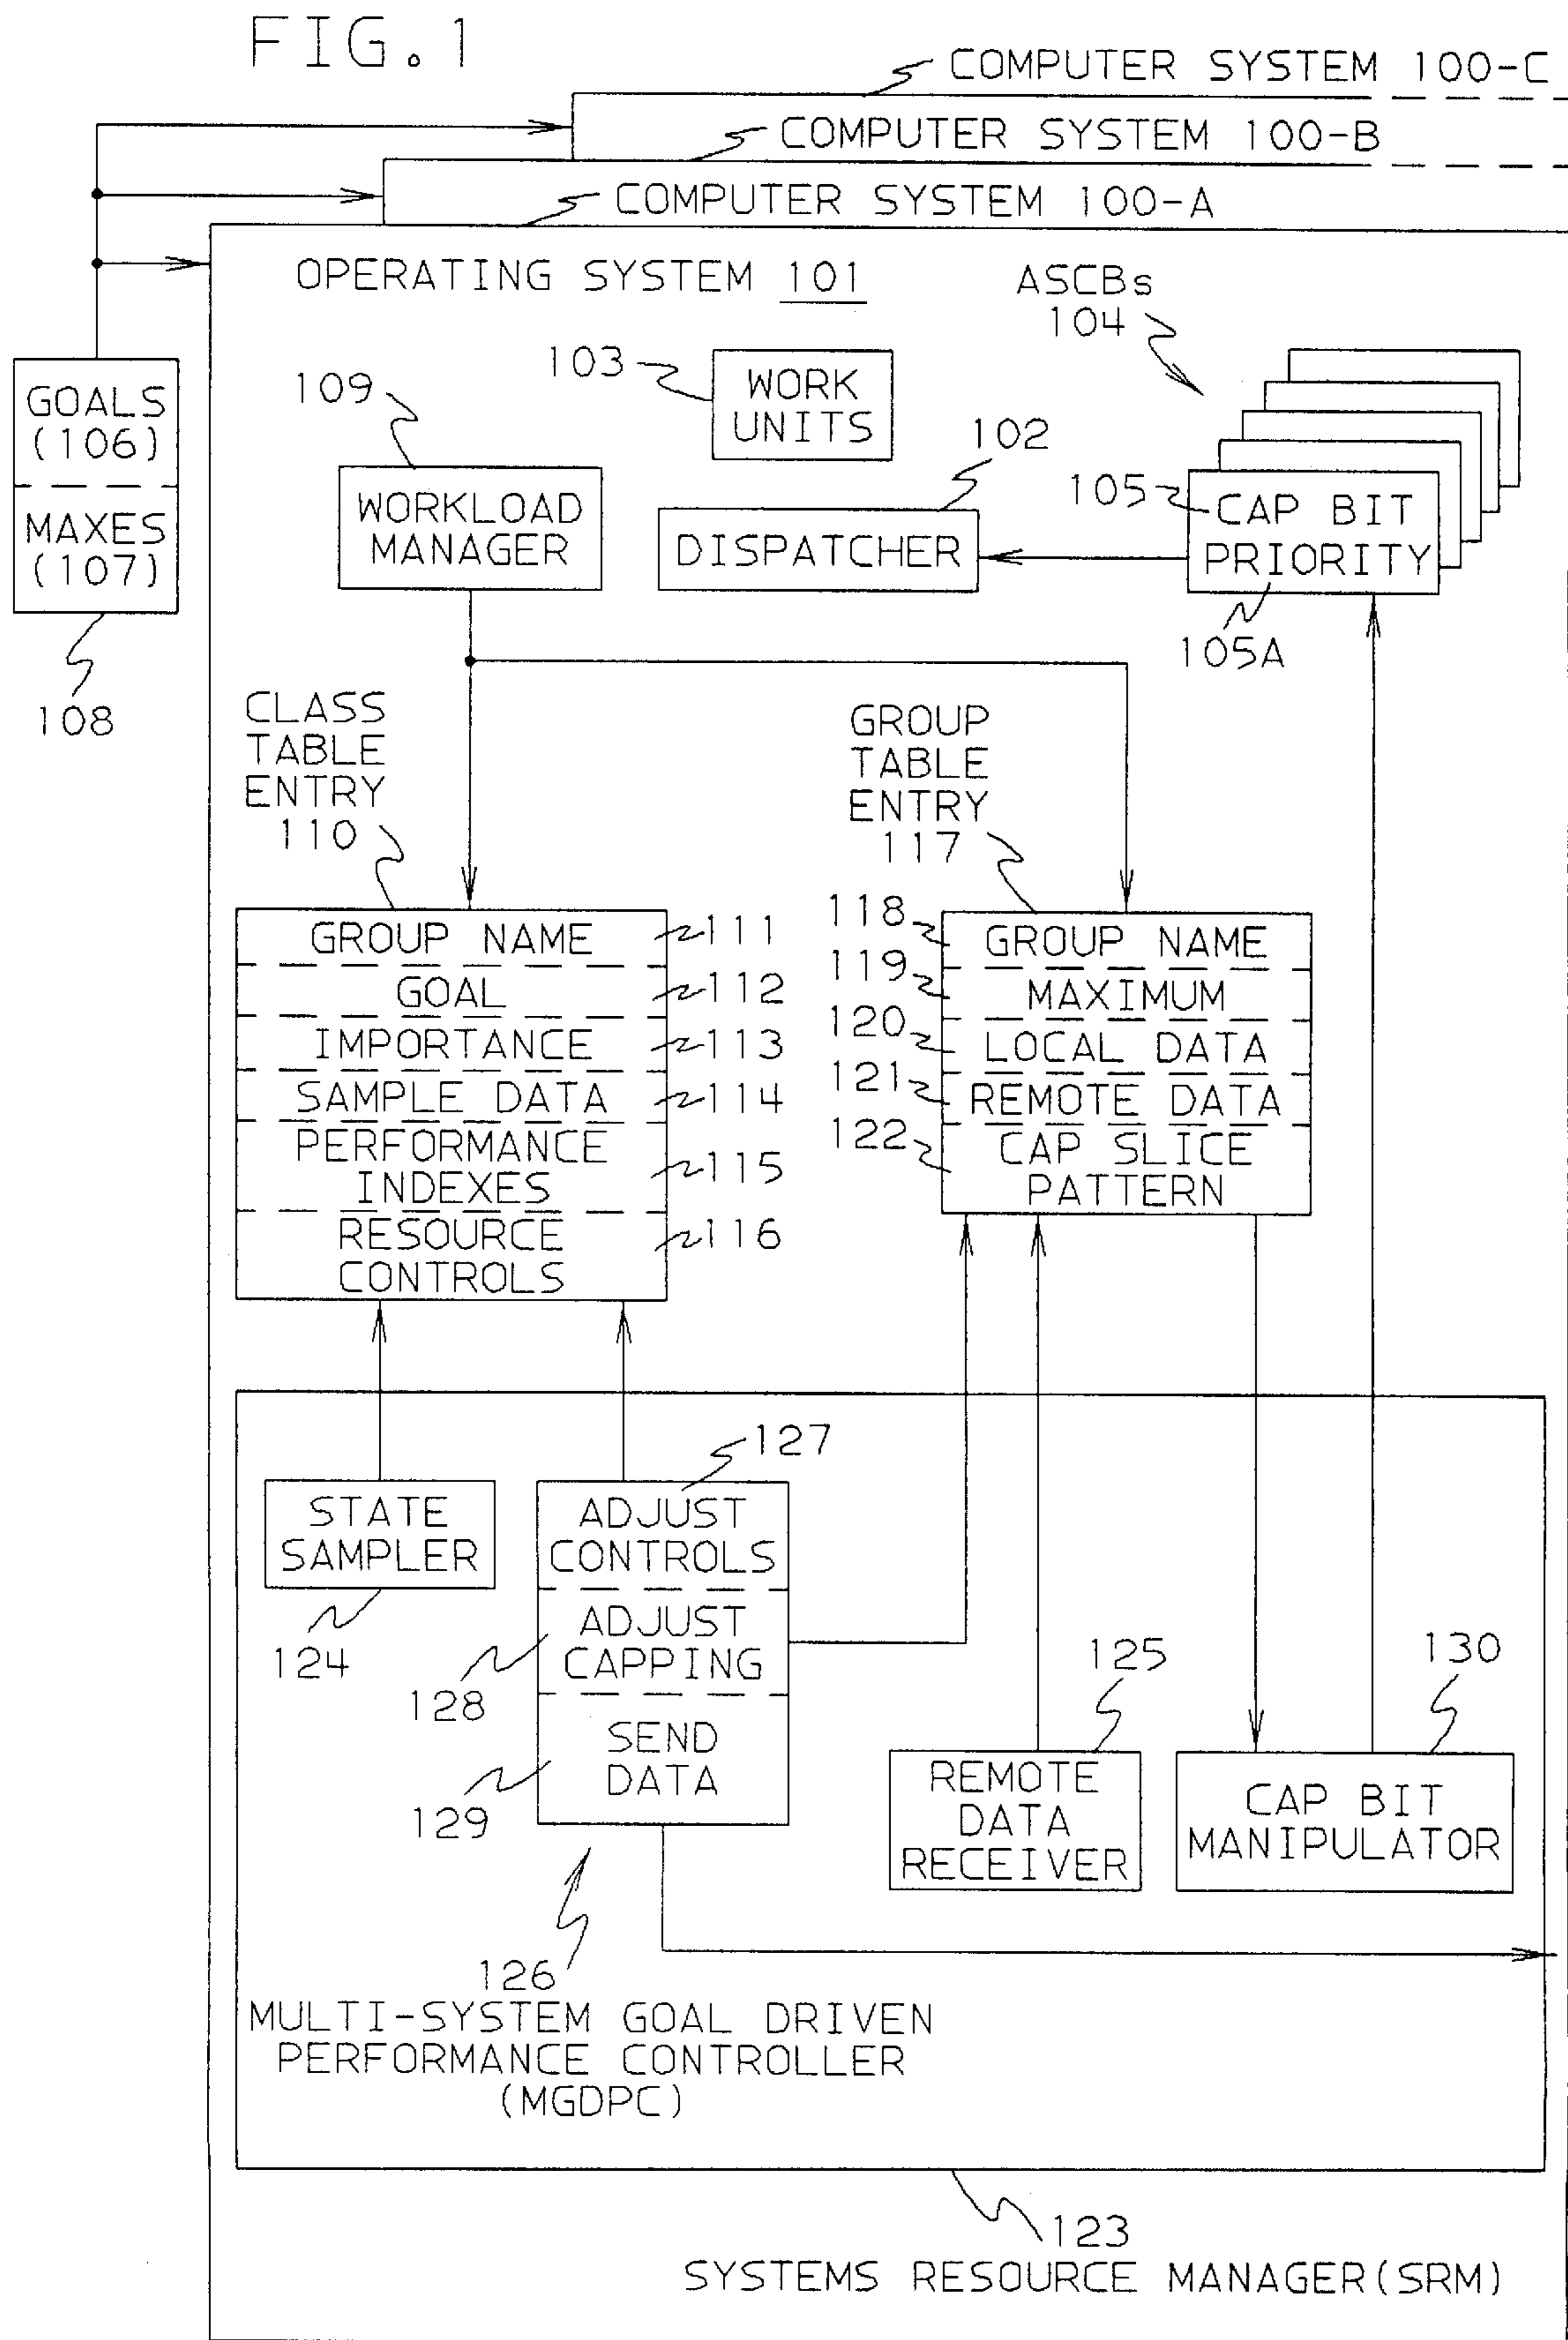 FIG.1
COMPUTER SYSTEM 100-C
COMPUTER SYSTEM 100-B
COMPUTER SYSTEM 100-A
OPERATING SYSTEM 101
ASCBs
104
GOALS
(106)
MAXES
(107)
108
103
WORK
UNITS
109
WORKLOAD
MANAGER
102
DISPATCHER
105
CAP BIT
PRIORITY
105A
CLASS
TABLE
ENTRY
110
GROUP
TABLE
ENTRY
117
GROUP NAME
111
GOAL
112
IMPORTANCE
113
SAMPLE DATA
114
PERFORMANCE
INDEXES
115
RESOURCE
CONTROLS
116
118
GROUP NAME
119
MAXIMUM
120
LOCAL DATA
121
REMOTE DATA
122
CAP SLICE
PATTERN
127
STATE
SAMPLER
124
ADJUST
CONTROLS
ADJUST
CAPPING
128
SEND
DATA
129
125
REMOTE
DATA
RECEIVER
130
CAP BIT
MANIPULATOR
126
MULTI-SYSTEM GOAL DRIVEN
PERFORMANCE CONTROLLER
(MGDPC)
123
SYSTEMS RESOURCE MANAGER(SRM)